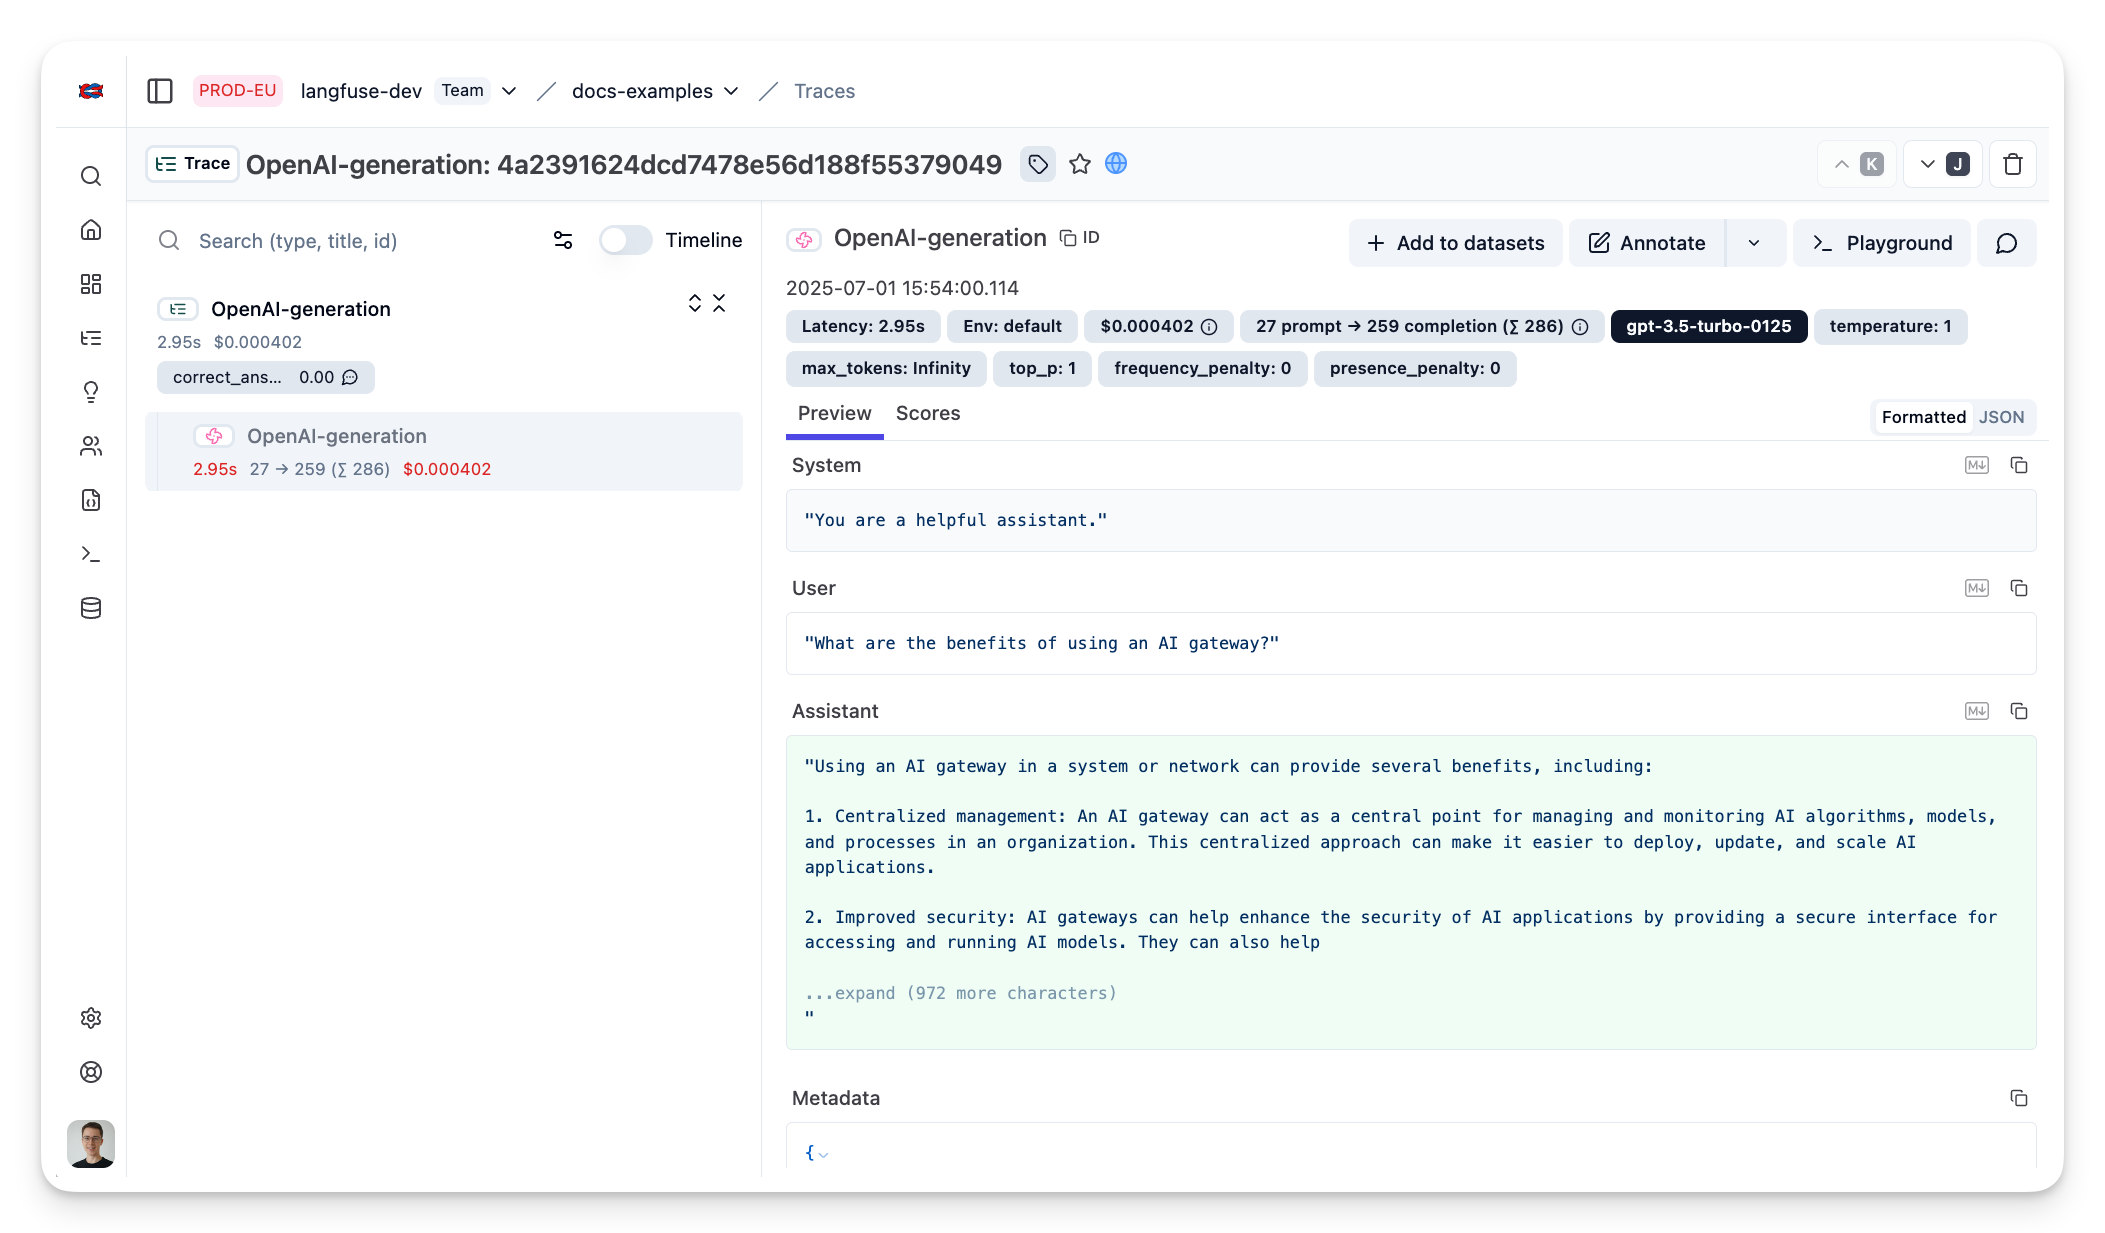 PROD-EU langfuse-dev Team docs-examples Traces
Trace OpenAI-generation: 4a2391624dcd7478e56d188f55379049 K J
Search (type, title, id) Timeline
OpenAI-generation
2.95s $0.000402
correct_ans... 0.00
OpenAI-generation
2.95s 27 → 259 (∑ 286) $0.000402
OpenAI-generation ID
Add to datasets Annotate Playground
2025-07-01 15:54:00.114
Latency: 2.95s Env: default $0.000402 27 prompt → 259 completion (∑ 286) gpt-3.5-turbo-0125 temperature: 1
max_tokens: Infinity top_p: 1 frequency_penalty: 0 presence_penalty: 0
Preview Scores Formatted JSON
System M↓
"You are a helpful assistant."
User M↓
"What are the benefits of using an AI gateway?"
Assistant M↓
"Using an AI gateway in a system or network can provide several benefits, including:
1. Centralized management: An AI gateway can act as a central point for managing and monitoring AI algorithms, models,
and processes in an organization. This centralized approach can make it easier to deploy, update, and scale AI
applications.
2. Improved security: AI gateways can help enhance the security of AI applications by providing a secure interface for
accessing and running AI models. They can also help
...expand (972 more characters)
"
Metadata
{